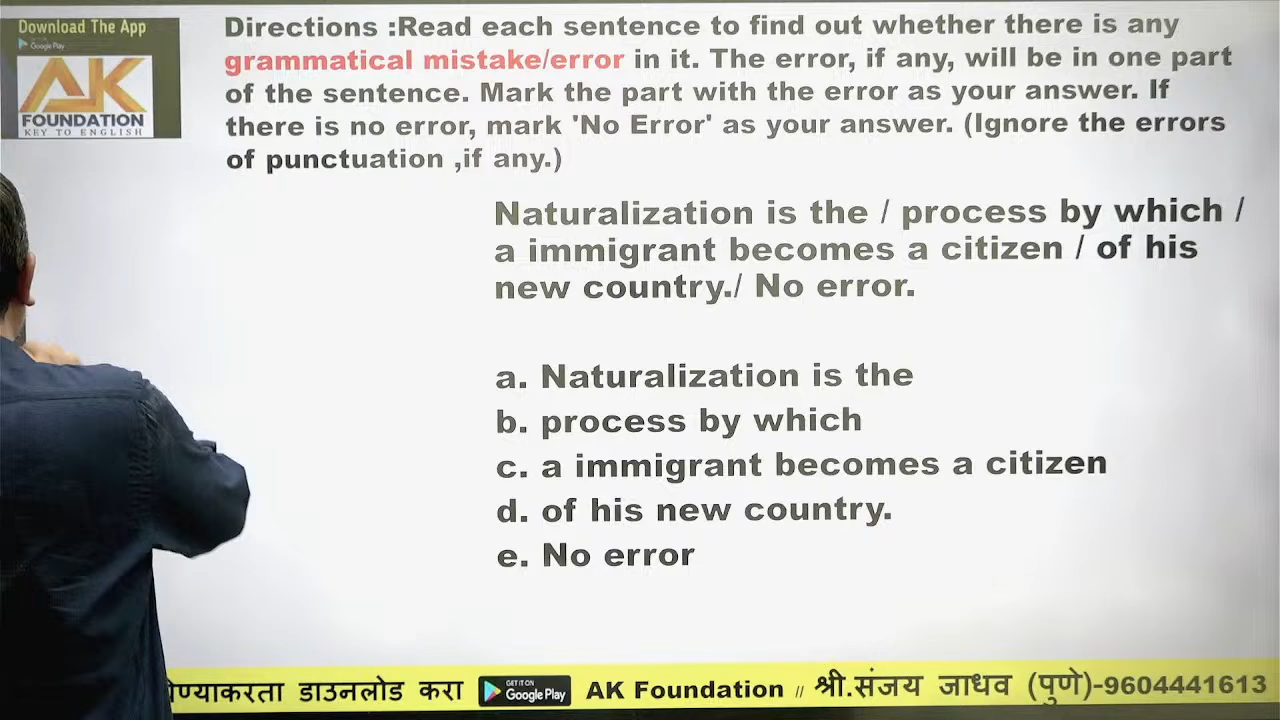 Download The App
Google Play
AK
FOUNDATION
KEY TO ENGLISH
Directions :Read each sentence to find out whether there is any
grammatical mistake/error in it. The error, if any, will be in one part
of the sentence. Mark the part with the error as your answer. If
there is no error, mark 'No Error' as your answer. (Ignore the errors
of punctuation ,if any.)
Naturalization is the / process by which /
a immigrant becomes a citizen / of his
new country./ No error.
a. Naturalization is the
b. process by which
c. a immigrant becomes a citizen
d. of his new country.
e. No error
डाउनलोड करा GET IT ON Google Play AK Foundation // श्री.संजय जाधव (पुणे)-9604441613